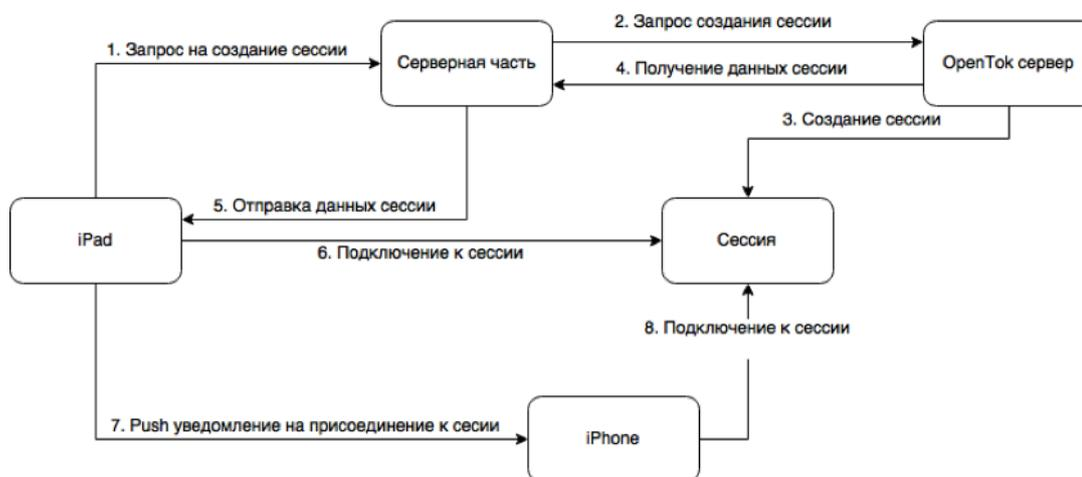 2. Запрос создания сессии
1. Запрос на создание сессии
Серверная часть
OpenTok сервер
4. Получение данных сессии
3. Создание сессии
5. Отправка данных сессии
iPad
Сессия
6. Подключение к сессии
8. Подключение к сессии
7. Push уведомление на присоединение к сесии
iPhone